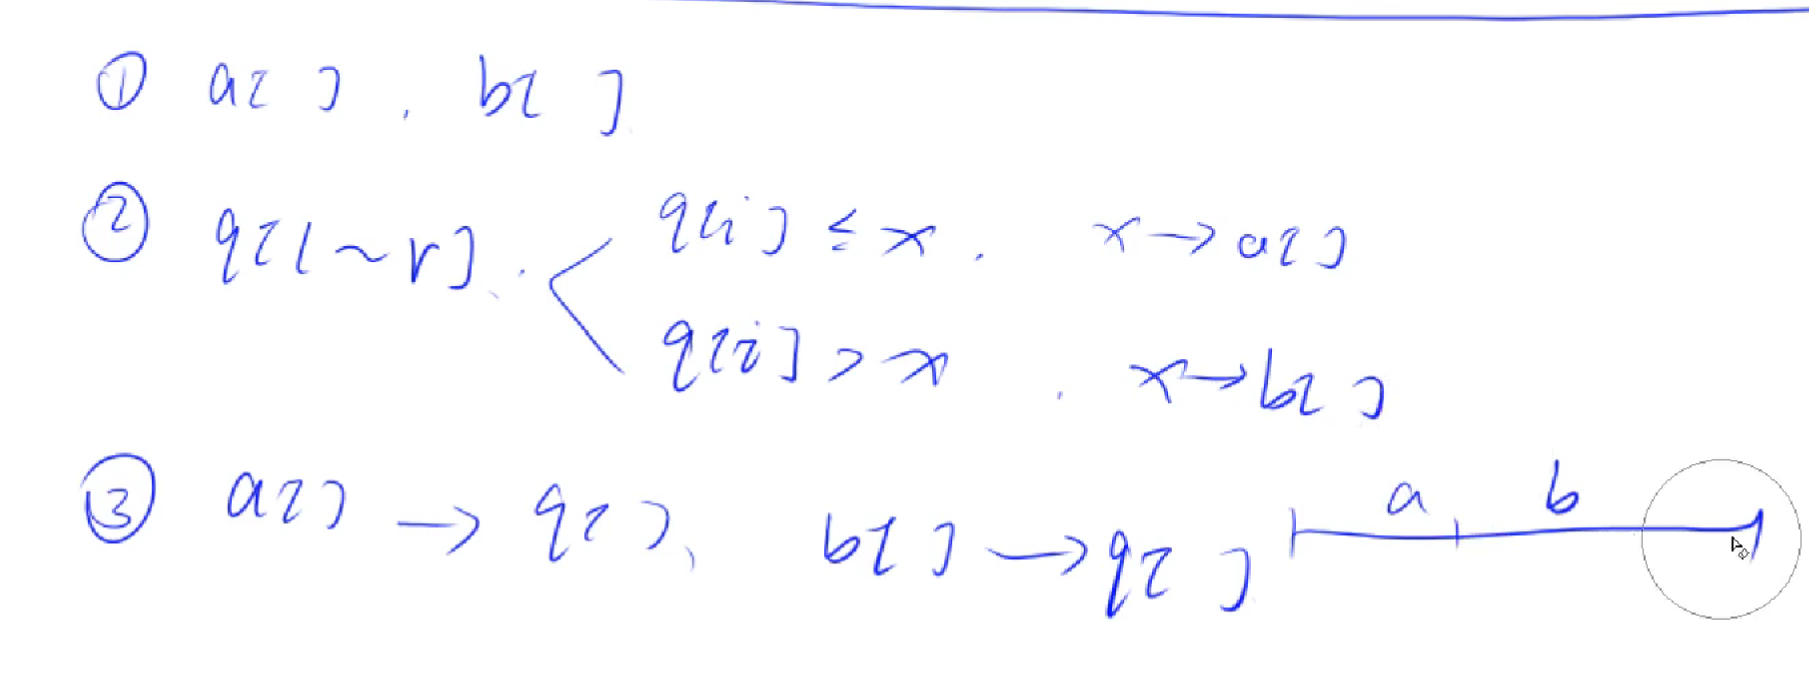 ① a[ ], b[ ]
② q[l~r]. q[i] ≤ x. x → a[ ]
q[i] > x. x → b[ ]
③ a[ ] → q[ ], b[ ] → q[ ] a b